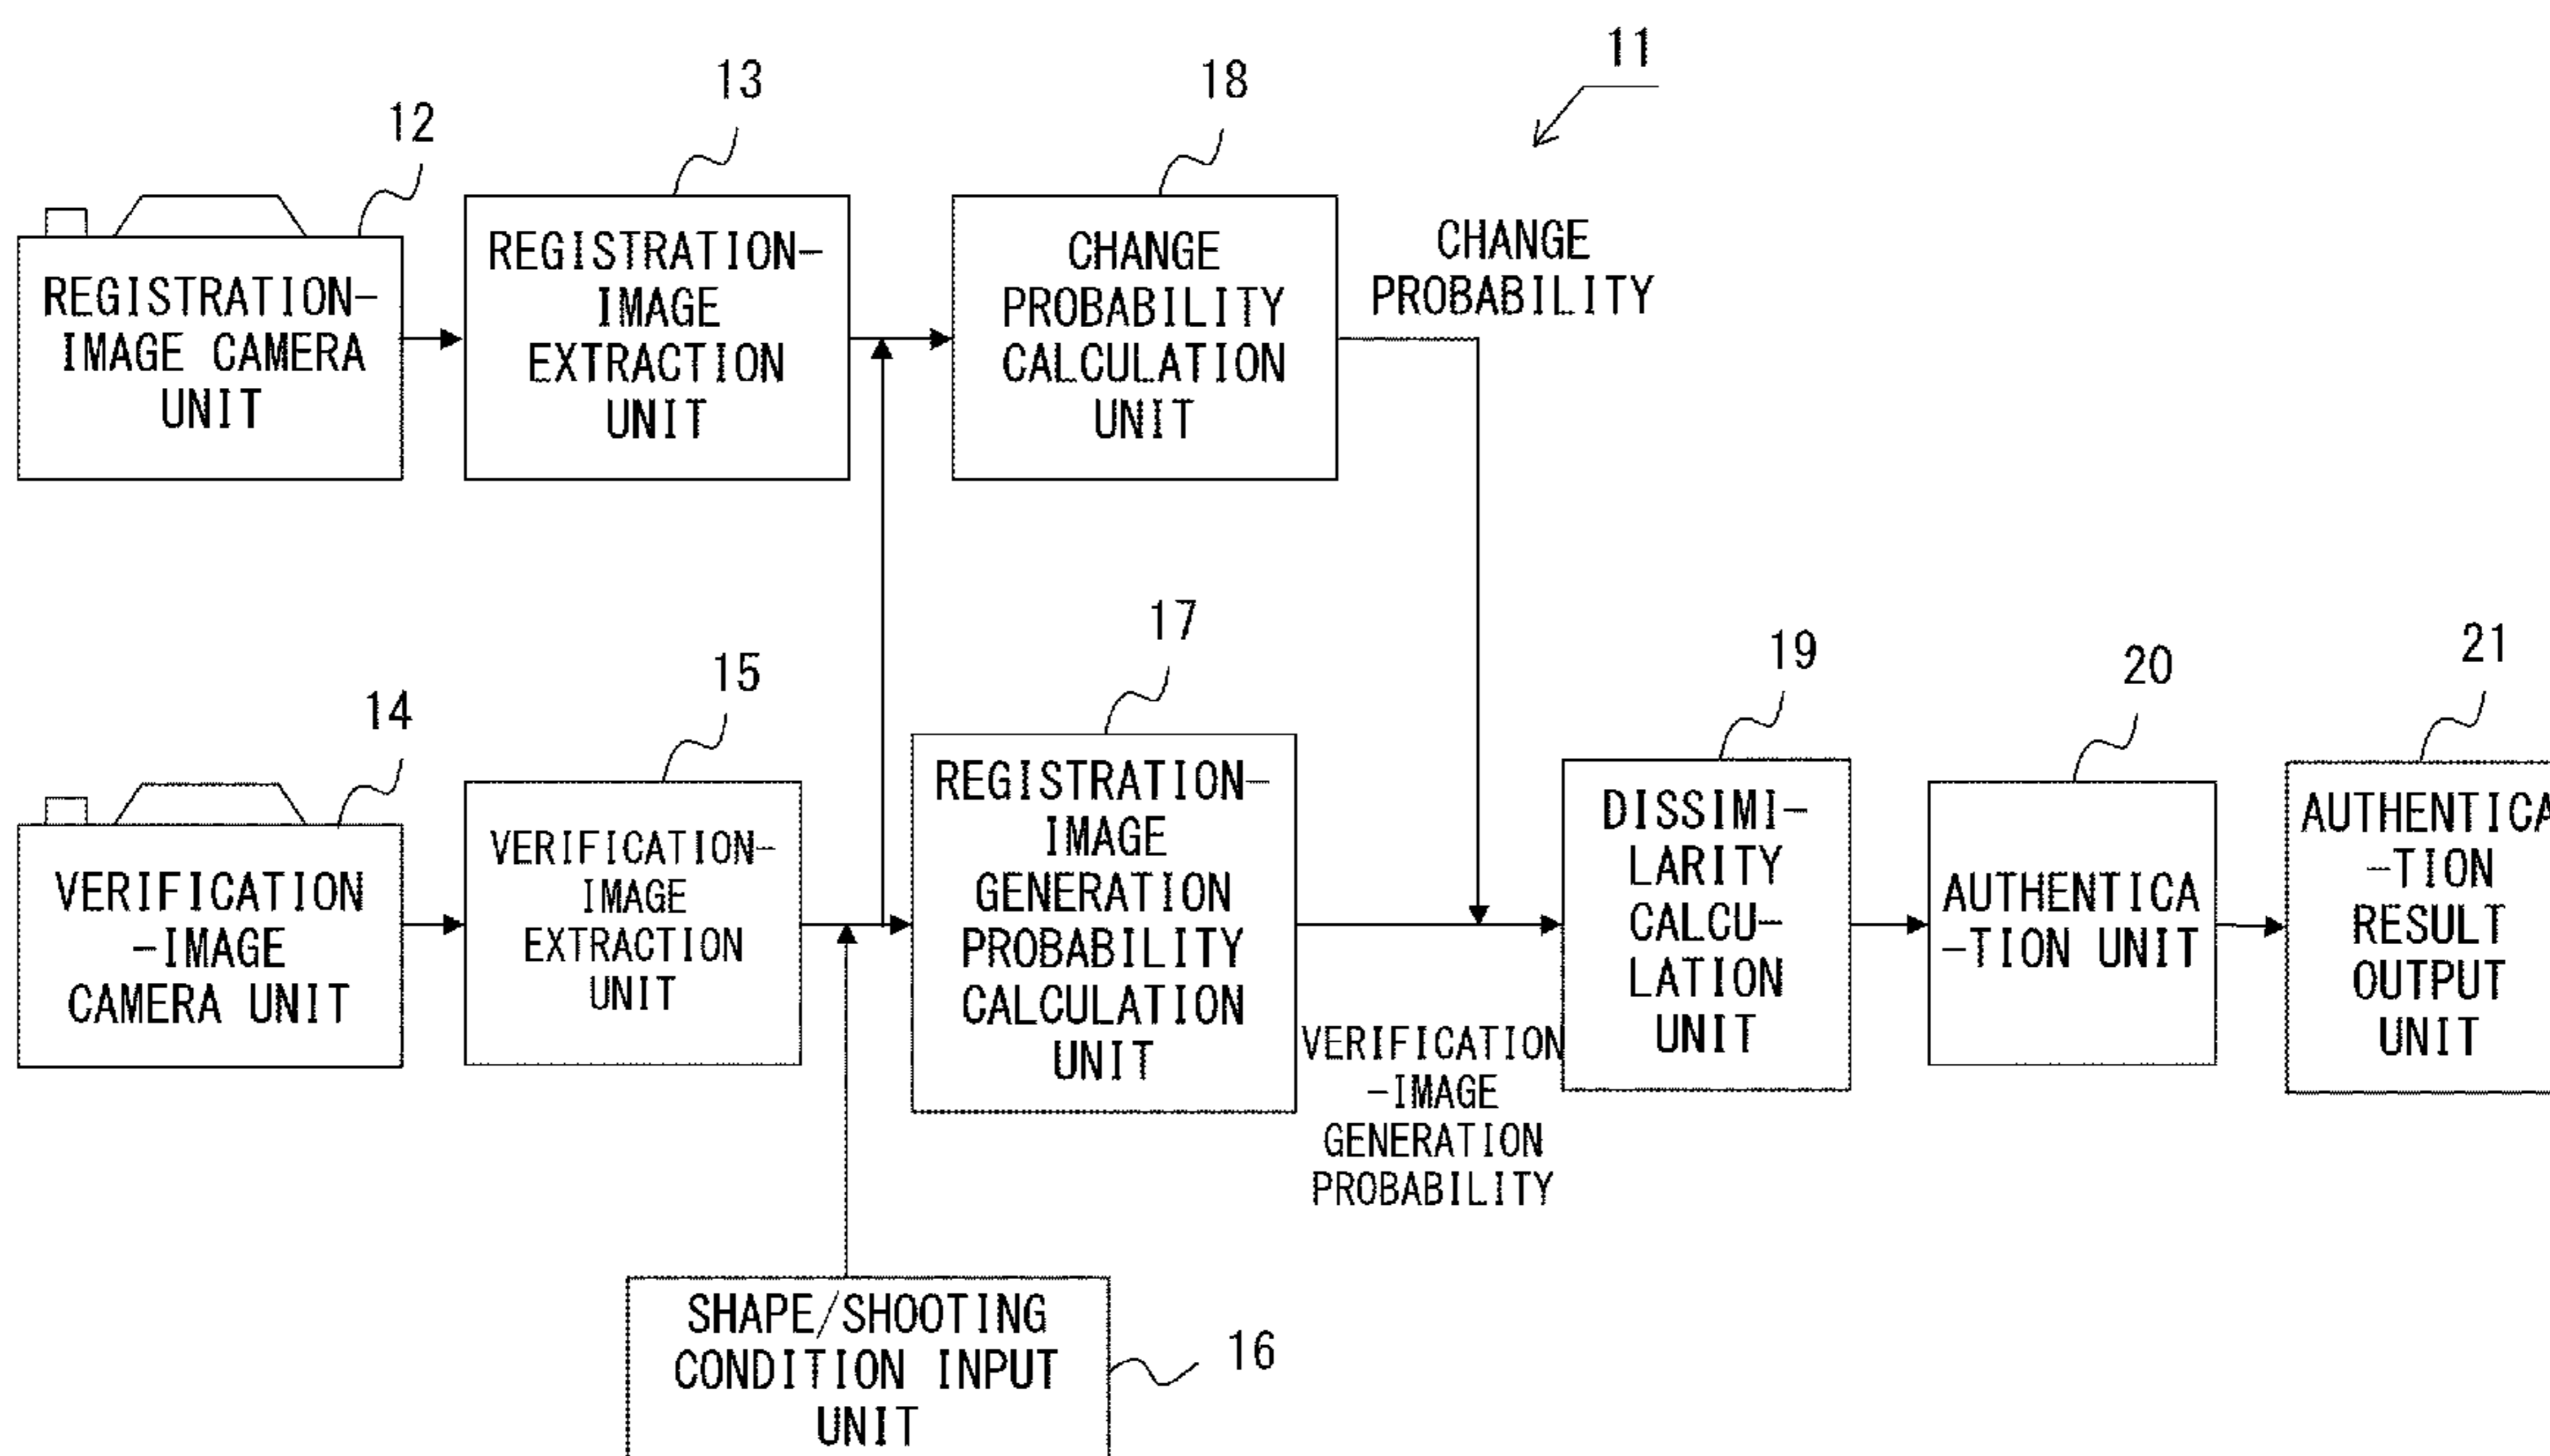 11
12
REGISTRATION-
IMAGE CAMERA
UNIT
13
REGISTRATION-
IMAGE
EXTRACTION
UNIT
18
CHANGE
PROBABILITY
CALCULATION
UNIT
CHANGE
PROBABILITY
14
VERIFICATION
-IMAGE
CAMERA UNIT
15
VERIFICATION-
IMAGE
EXTRACTION
UNIT
17
REGISTRATION-
IMAGE
GENERATION
PROBABILITY
CALCULATION
UNIT
VERIFICATION
-IMAGE
GENERATION
PROBABILITY
19
DISSIMI-
LARITY
CALCU-
LATION
UNIT
20
AUTHENTICA
-TION UNIT
21
AUTHENTICA
-TION
RESULT
OUTPUT
UNIT
SHAPE/SHOOTING
CONDITION INPUT
UNIT
16